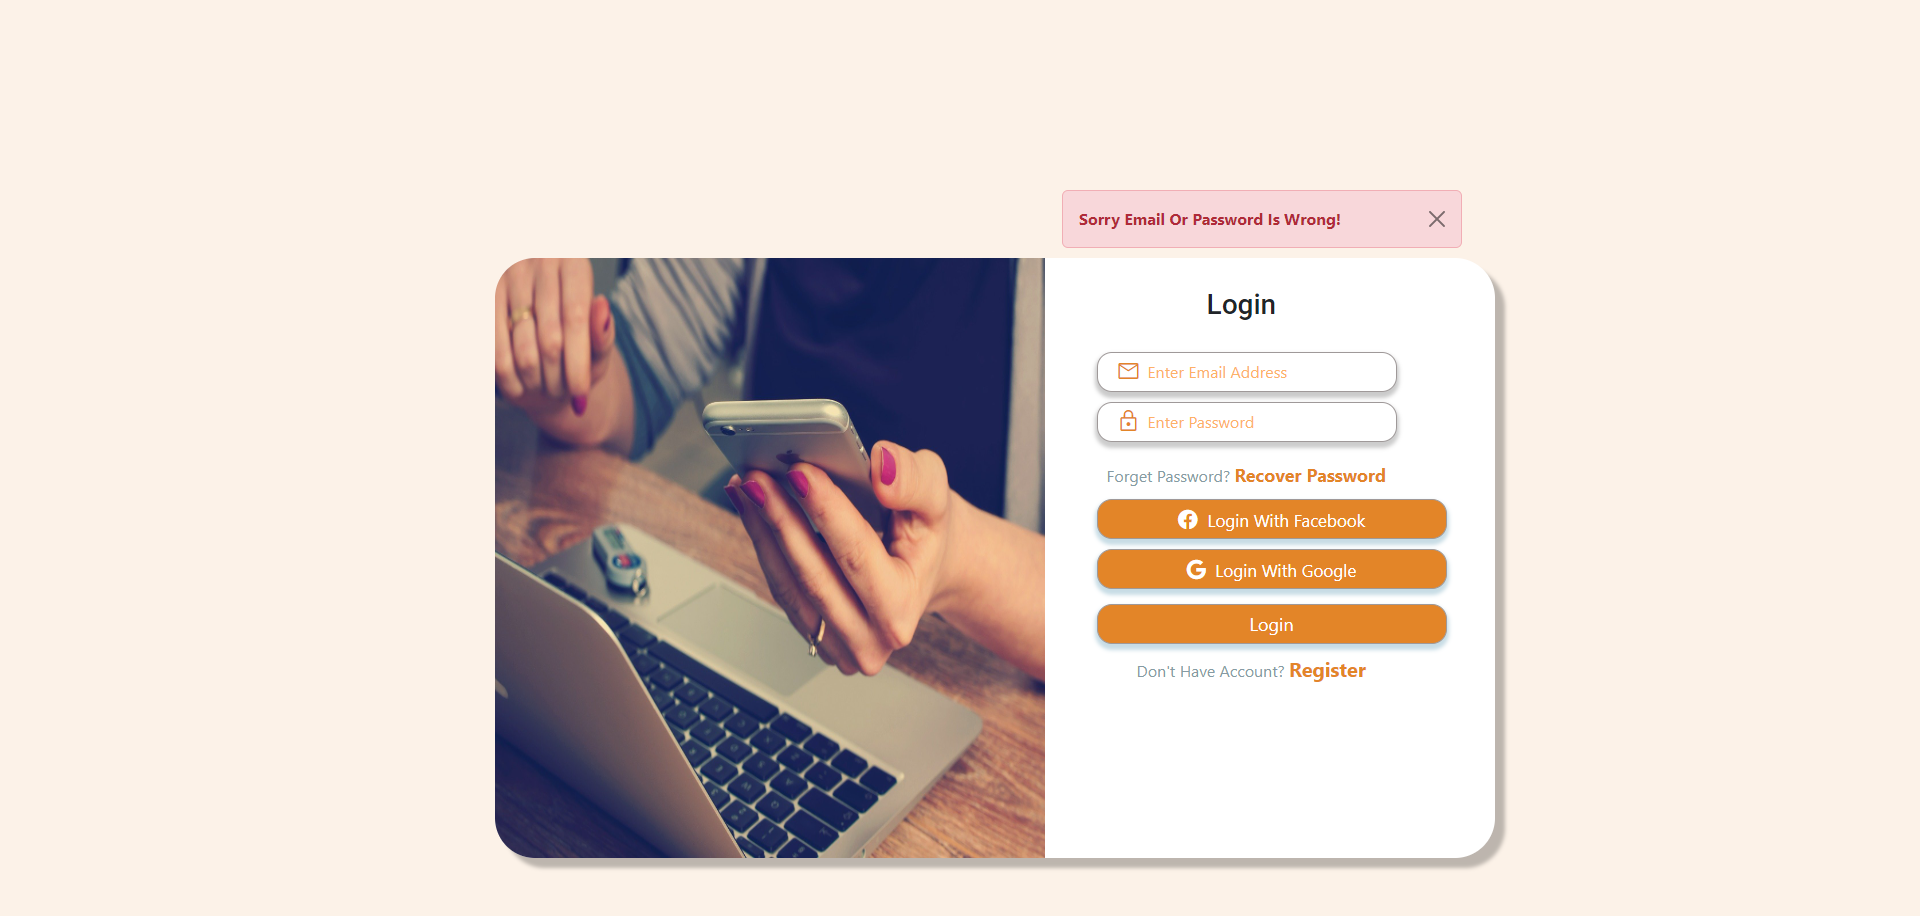 Sorry Email Or Password Is Wrong!
Login
Enter Email Address
Enter Password
Forget Password? Recover Password
Login With Facebook
Login With Google
Login
Don't Have Account? Register